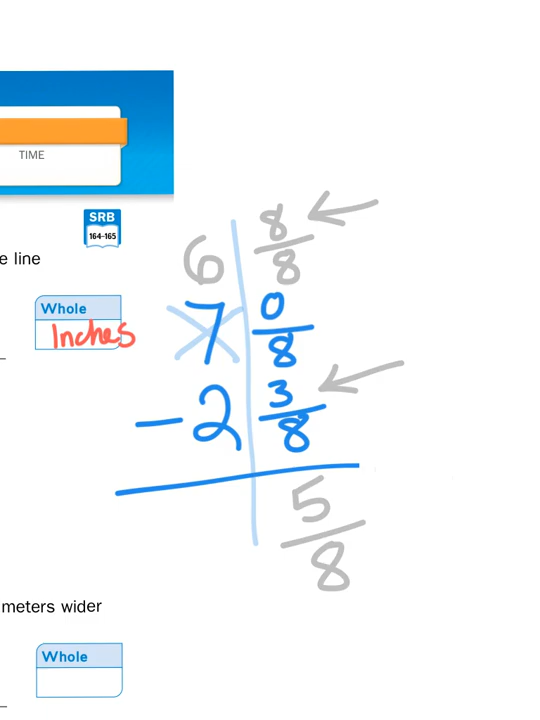 TIME
SRB
164-165
e line
Whole
Inches
6 8/8
7 0/8
- 2 3/8
5/8
meters wider
Whole